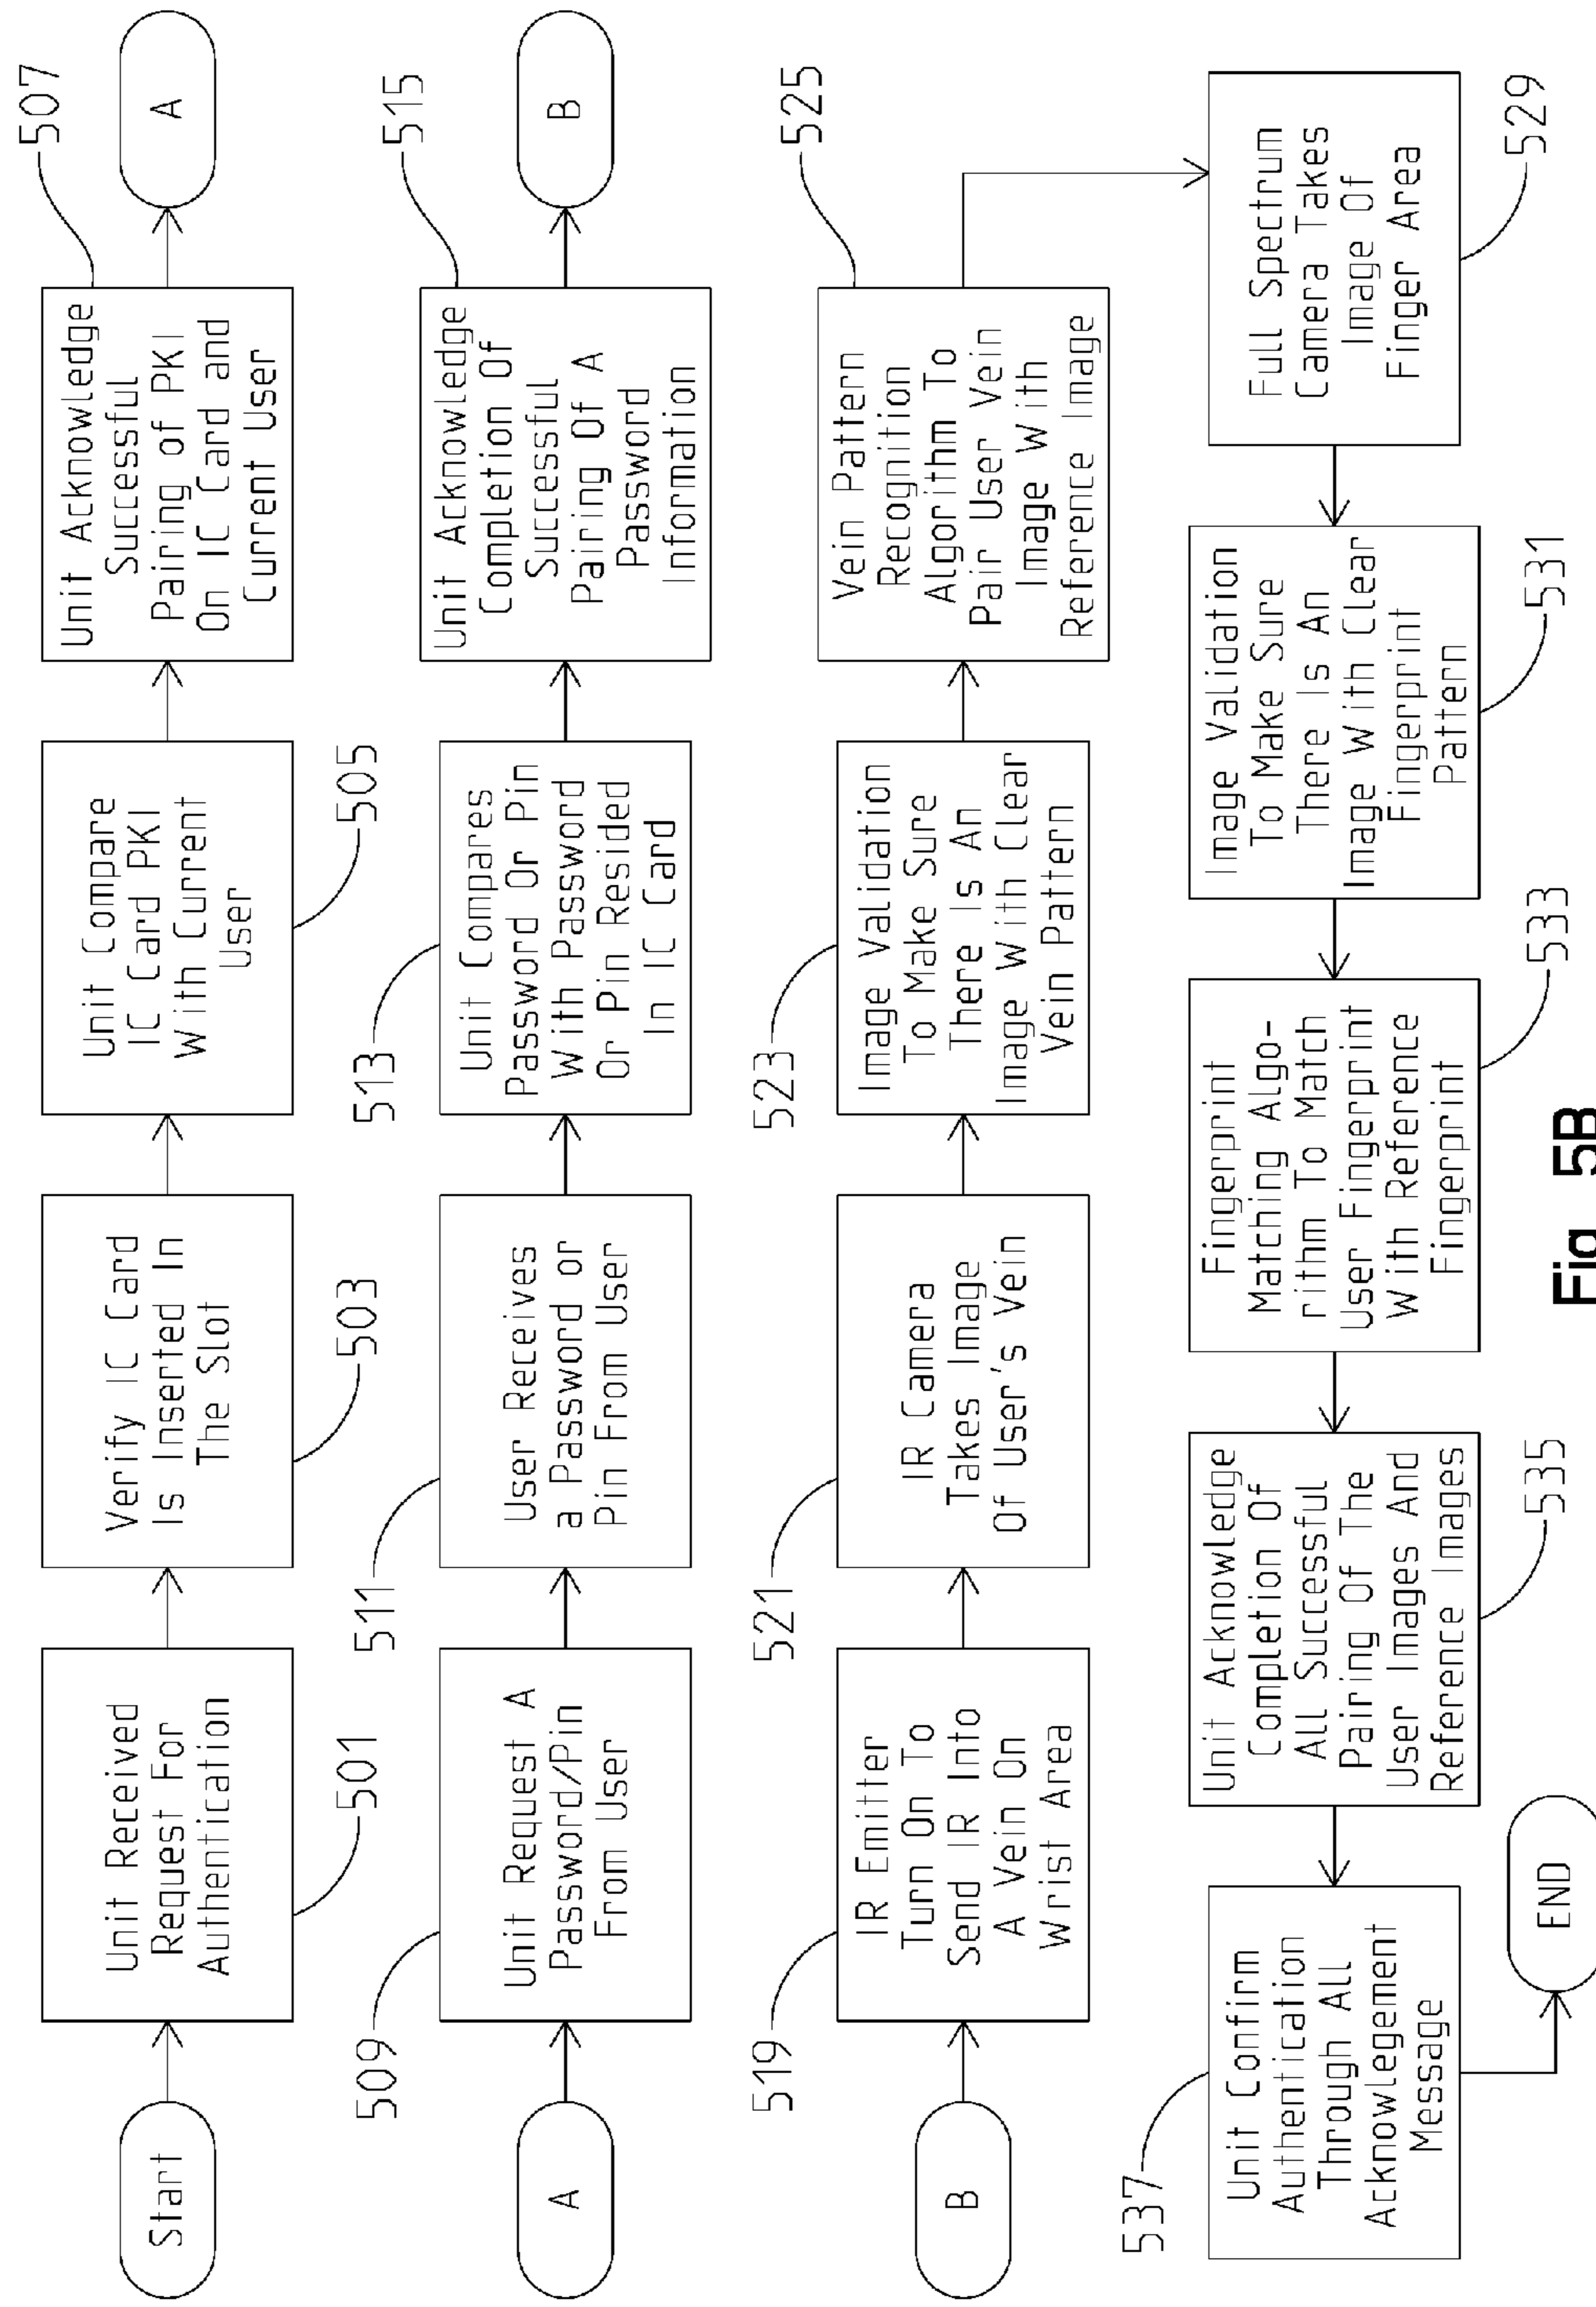 Start
Unit Received
Request For
Authentication
501
Verify IC Card
Is Inserted In
The Slot
503
Unit Compare
IC Card PKI
With Current
User
505
Unit Acknowledge
Successful
Pairing of PKI
On IC Card and
Current User
507
A
A
Unit Request A
Password/Pin
From User
509
User Receives
a Password or
Pin From User
511
Unit Compares
Password Or Pin
With Password
Or Pin Resided
In IC Card
513
Unit Acknowledge
Completion Of
Successful
Pairing Of A
Password
Information
515
B
B
IR Emitter
Turn On To
Send IR Into
A Vein On
Wrist Area
519
IR Camera
Takes Image
Of User's Vein
521
Image Validation
To Make Sure
There Is An
Image With Clear
Vein Pattern
523
Vein Pattern
Recognition
Algorithm To
Pair User Vein
Image With
Reference Image
525
Full Spectrum
Camera Takes
Image Of
Finger Area
529
Image Validation
To Make Sure
There Is An
Image With Clear
Fingerprint
Pattern
531
Fingerprint
Matching Algo-
rithm To Match
User Fingerprint
With Reference
Fingerprint
533
Unit Acknowledge
Completion Of
All Successful
Pairing Of The
User Images And
Reference Images
535
Unit Confirm
Authentication
Through All
Acknowlegement
Message
537
END
Fig 5B